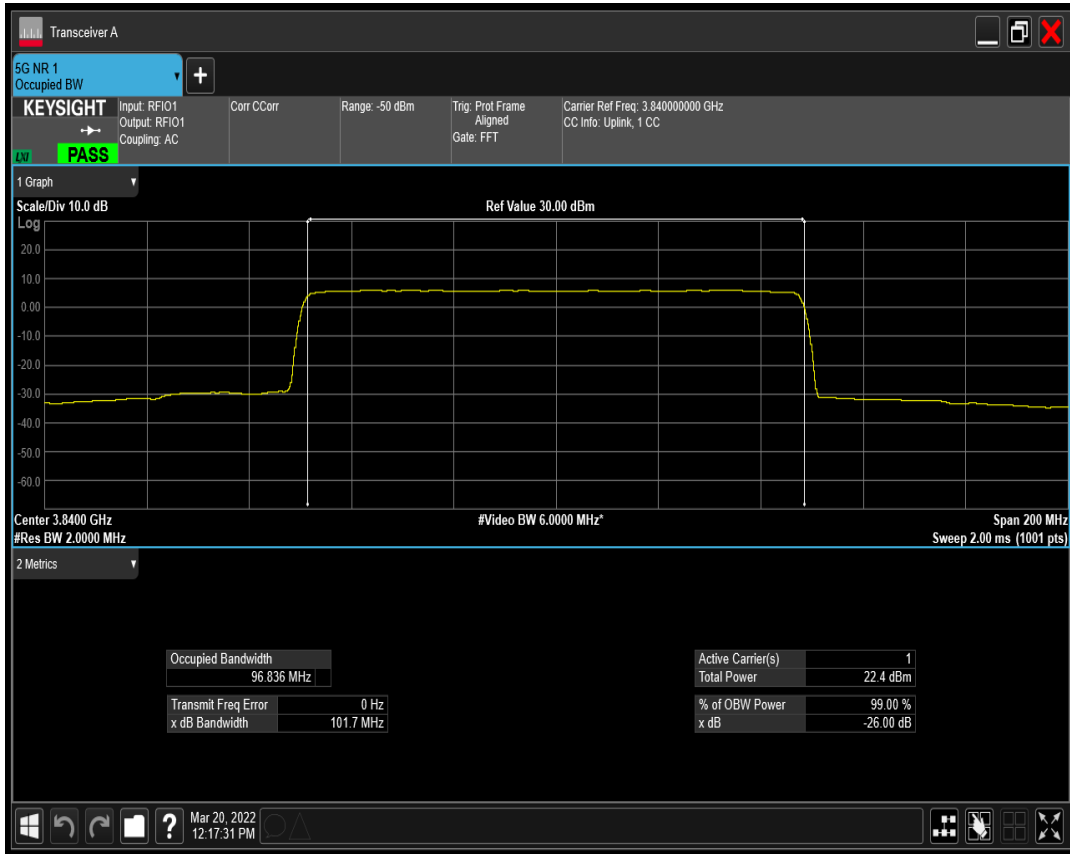 Transceiver A
5G NR 1
Occupied BW
+
KEYSIGHT
LXI PASS
Input: RFIO1
Output: RFIO1
Coupling: AC
Corr CCorr
Range: -50 dBm
Trig: Prot Frame
Aligned
Gate: FFT
Carrier Ref Freq: 3.840000000 GHz
CC Info: Uplink, 1 CC
1 Graph
Scale/Div 10.0 dB
Ref Value 30.00 dBm
Log
20.0
10.0
0.00
-10.0
-20.0
-30.0
-40.0
-50.0
-60.0
Center 3.8400 GHz
#Video BW 6.0000 MHz*
Span 200 MHz
#Res BW 2.0000 MHz
Sweep 2.00 ms (1001 pts)
2 Metrics
Occupied Bandwidth
96.836 MHz
Transmit Freq Error 0 Hz
x dB Bandwidth 101.7 MHz
Active Carrier(s) 1
Total Power 22.4 dBm
% of OBW Power 99.00 %
x dB -26.00 dB
?
Mar 20, 2022
12:17:31 PM